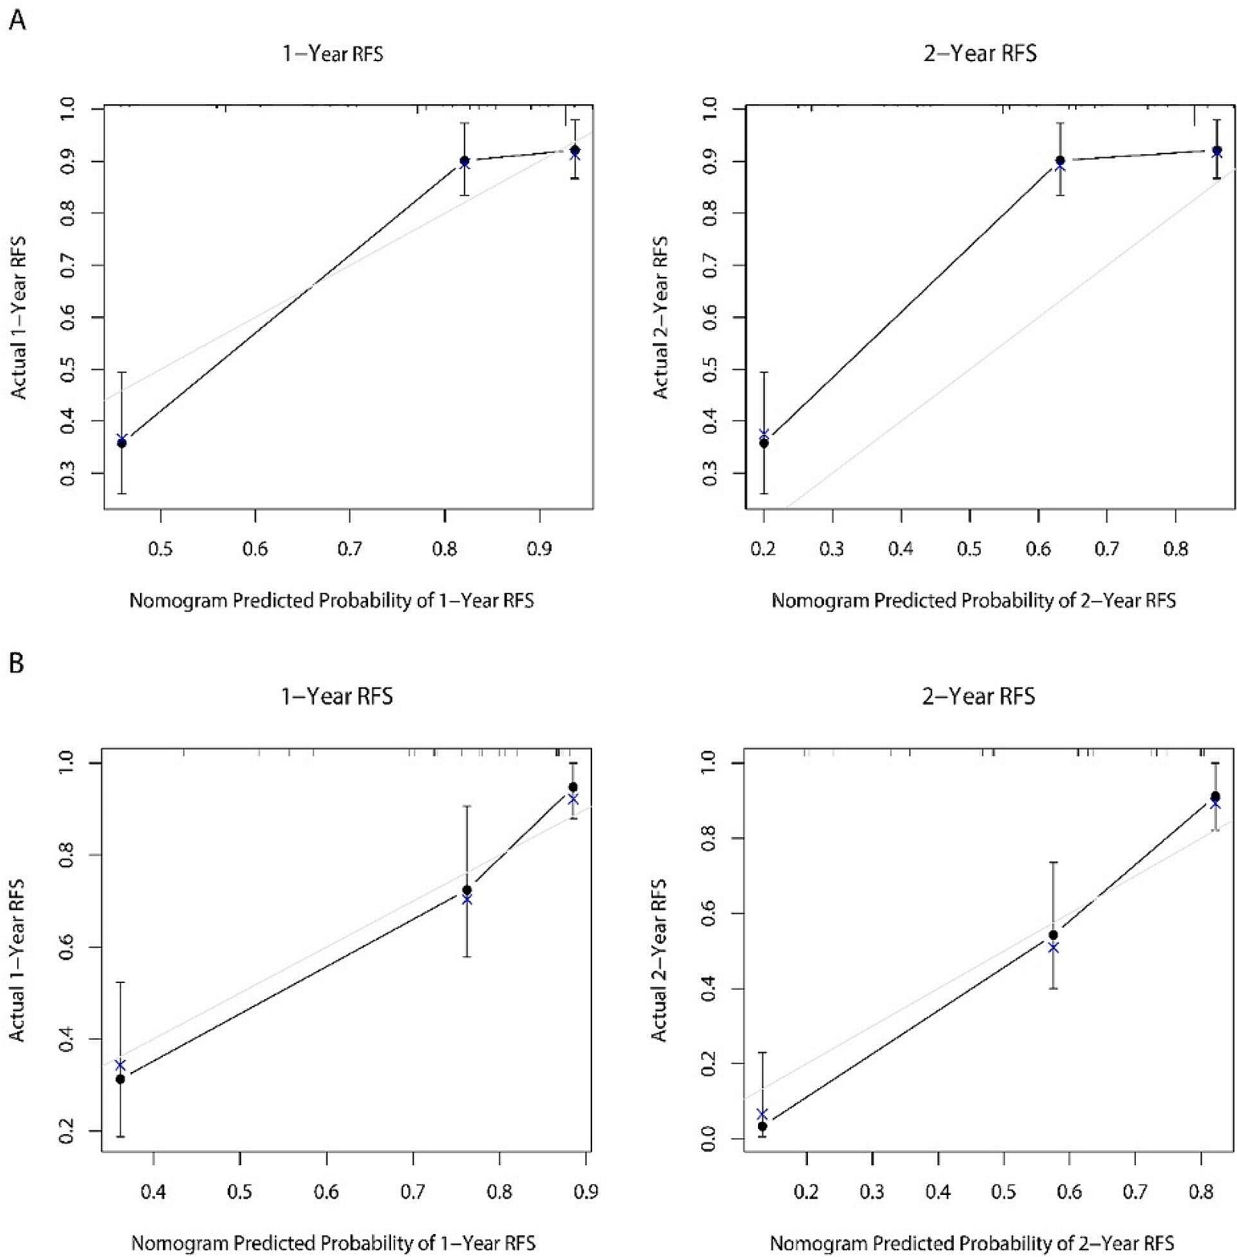 A
1–Year RFS
2–Year RFS
Actual 1–Year RFS
1.0
0.9
0.8
0.7
0.6
0.5
0.4
0.3
0.5 0.6 0.7 0.8 0.9
Nomogram Predicted Probability of 1–Year RFS
Actual 2–Year RFS
1.0
0.9
0.8
0.7
0.6
0.5
0.4
0.3
0.2 0.3 0.4 0.5 0.6 0.7 0.8
Nomogram Predicted Probability of 2–Year RFS
B
1–Year RFS
2–Year RFS
Actual 1–Year RFS
1.0
0.8
0.6
0.4
0.2
0.4 0.5 0.6 0.7 0.8 0.9
Nomogram Predicted Probability of 1–Year RFS
Actual 2–Year RFS
1.0
0.8
0.6
0.4
0.2
0.0
0.2 0.3 0.4 0.5 0.6 0.7 0.8
Nomogram Predicted Probability of 2–Year RFS